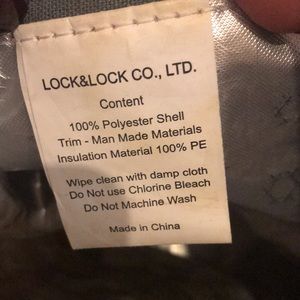 LOCK&LOCK CO., LTD.
Content
100% Polyester Shell
Trim - Man Made Materials
Insulation Material 100% PE
Wipe clean with damp cloth
Do Not use Chlorine Bleach
Do Not Machine Wash
Made in China